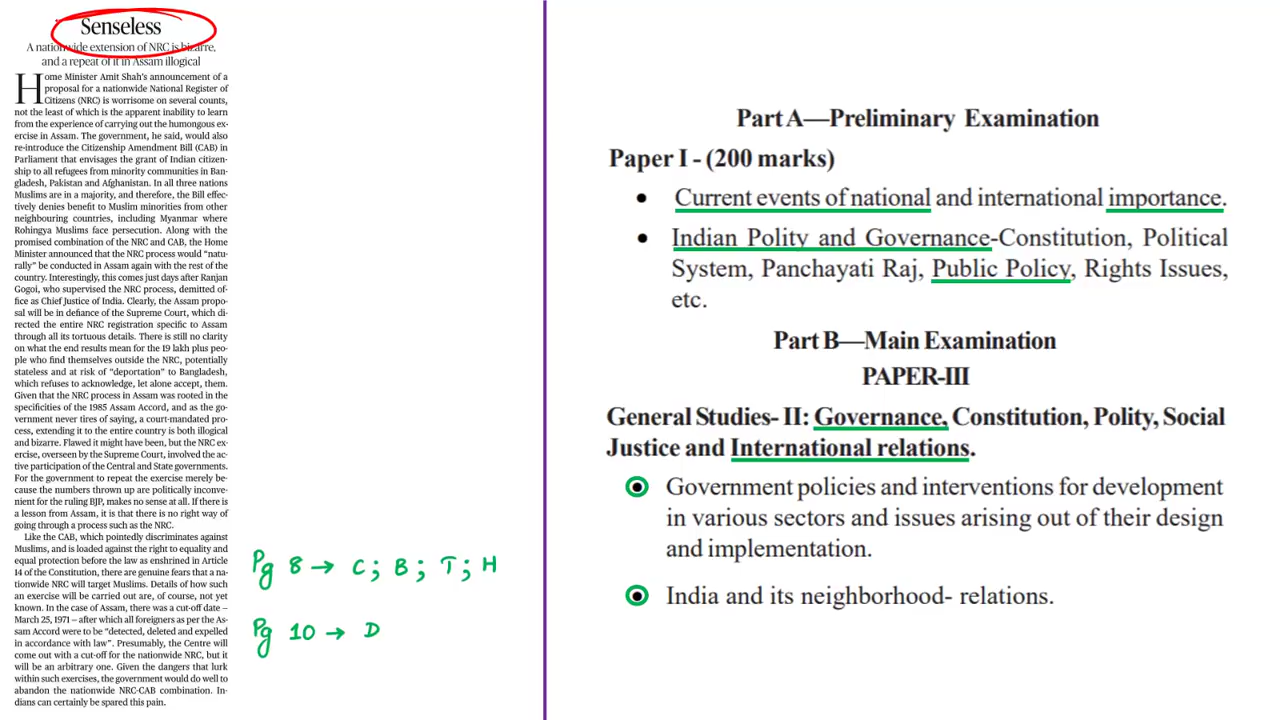 Senseless
A nationwide extension of NRC is bizarre,
and a repeat of it in Assam illogical
Home Minister Amit Shah's announcement of a
proposal for a nationwide National Register of
Citizens (NRC) is worrisome on several counts,
not the least of which is the apparent inability to learn
from the experience of carrying out the humongous ex-
ercise in Assam. The government, he said, would also
re-introduce the Citizenship Amendment Bill (CAB) in
Parliament that envisages the grant of Indian citizen-
ship to all refugees from minority communities in Ban-
gladesh, Pakistan and Afghanistan. In all three nations
Muslims are in a majority, and therefore, the Bill effec-
tively denies benefit to Muslim minorities from other
neighbouring countries, including Myanmar where
Rohingya Muslims face persecution. Along with the
promised combination of the NRC and CAB, the Home
Minister announced that the NRC process would "natu-
rally" be conducted in Assam again with the rest of the
country. Interestingly, this comes just days after Ranjan
Gogoi, who supervised the NRC process, demitted of-
fice as Chief Justice of India. Clearly, the Assam propo-
sal will be in defiance of the Supreme Court, which di-
rected the entire NRC registration specific to Assam
through all its tortuous details. There is still no clarity
on what the end results mean for the 19 lakh plus peo-
ple who find themselves outside the NRC, potentially
stateless and at risk of "deportation" to Bangladesh,
which refuses to acknowledge, let alone accept, them.
Given that the NRC process in Assam was rooted in the
specificities of the 1985 Assam Accord, and as the go-
vernment never tires of saying, a court-mandated pro-
cess, extending it to the entire country is both illogical
and bizarre. Flawed it might have been, but the NRC ex-
ercise, overseen by the Supreme Court, involved the ac-
tive participation of the Central and State governments.
For the government to repeat the exercise merely be-
cause the numbers thrown up are politically inconve-
nient for the ruling BJP, makes no sense at all. If there is
a lesson from Assam, it is that there is no right way of
going through a process such as the NRC.
Like the CAB, which pointedly discriminates against
Muslims, and is loaded against the right to equality and
equal protection before the law as enshrined in Article
14 of the Constitution, there are genuine fears that a na-
tionwide NRC will target Muslims. Details of how such
an exercise will be carried out are, of course, not yet
known. In the case of Assam, there was a cut-off date –
March 25, 1971 – after which all foreigners as per the As-
sam Accord were to be "detected, deleted and expelled
in accordance with law". Presumably, the Centre will
come out with a cut-off for the nationwide NRC, but it
will be an arbitrary one. Given the dangers that lurk
within such exercises, the government would do well to
abandon the nationwide NRC-CAB combination. In-
dians can certainly be spared this pain.
Pg 8 → C; B; T; H
Pg 10 → D
Part A—Preliminary Examination
Paper I - (200 marks)
• Current events of national and international importance.
• Indian Polity and Governance-Constitution, Political
System, Panchayati Raj, Public Policy, Rights Issues,
etc.
Part B—Main Examination
PAPER-III
General Studies- II: Governance, Constitution, Polity, Social
Justice and International relations.
• Government policies and interventions for development
in various sectors and issues arising out of their design
and implementation.
• India and its neighborhood- relations.